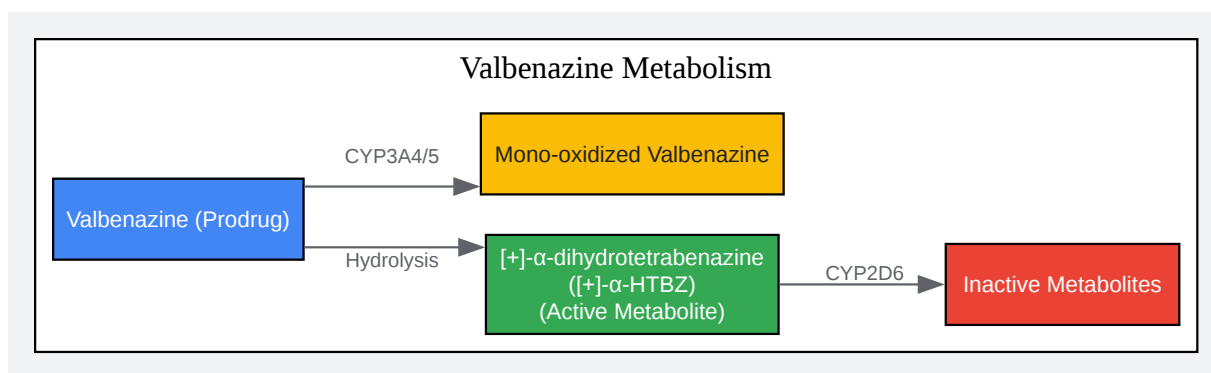 Valbenazine Metabolism
CYP3A4/5
Mono-oxidized Valbenazine
Valbenazine (Prodrug)
Hydrolysis
[+]-α-dihydrotetrabenazine
([+]-α-HTBZ)
(Active Metabolite)
CYP2D6
Inactive Metabolites